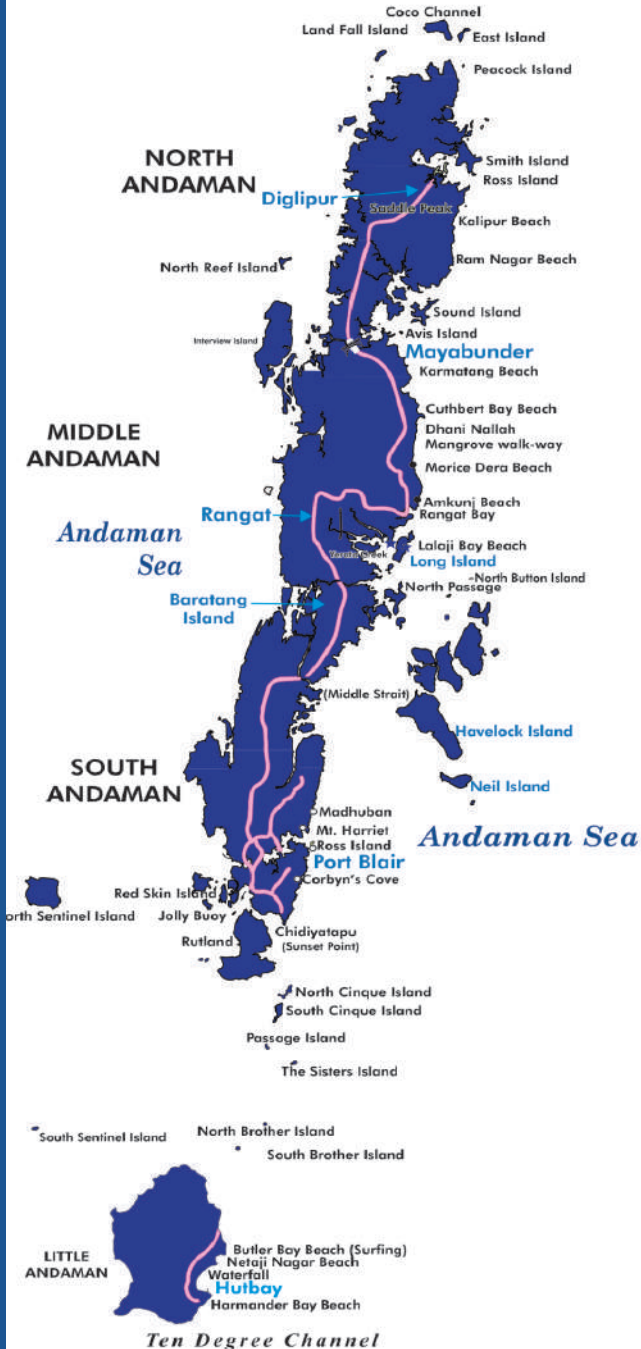 Coco Channel
Land Fall Island
East Island
Peacock Island
NORTH
ANDAMAN
Smith Island
Ross Island
Diglipur
Saddle Peak
Kalipur Beach
Ram Nagar Beach
North Reef Island
Sound Island
Avis Island
Interview Island
Mayabunder
Karmatang Beach
Cuthbert Bay Beach
MIDDLE
ANDAMAN
Dhani Nallah
Mangrove walk-way
Morice Dera Beach
Amkunj Beach
Rangat
Rangat Bay
Andaman
Sea
Lalaji Bay Beach
Yerata Creek
Long Island
North Button Island
North Passage
Baratang
Island
(Middle Strait)
Havelock Island
SOUTH
ANDAMAN
Neil Island
Madhuban
Mt. Harriet
Andaman Sea
Ross Island
Port Blair
Corbyn's Cove
Red Skin Island
orth Sentinel Island
Jolly Buoy
Chidiyatapu
Rutland
(Sunset Point)
North Cinque Island
South Cinque Island
Passage Island
The Sisters Island
South Sentinel Island
North Brother Island
South Brother Island
LITTLE
ANDAMAN
Butler Bay Beach (Surfing)
Netaji Nagar Beach
Waterfall
Hutbay
Harmander Bay Beach
Ten Degree Channel